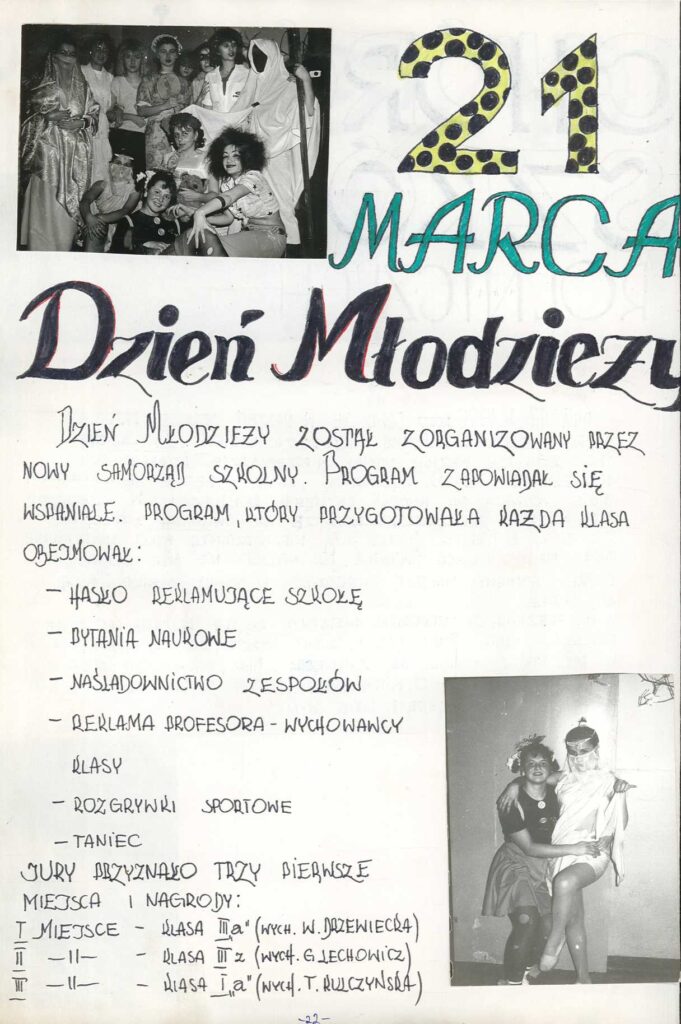 21
MARCA
Dzień Młodzieży
DZIEŃ MŁODZIEŻY ZOSTAŁ ZORGANIZOWANY PRZEZ
NOWY SAMORZĄD SZKOLNY. PROGRAM ZAPOWIADAŁ SIĘ
WSPANIALE. PROGRAM, KTÓRY PRZYGOTOWAŁA KAŻDA KLASA
OBEJMOWAŁ:
- HASŁO REKLAMUJĄCE SZKOŁĘ
- PYTANIA NAUKOWE
- NAŚLADOWNICTWO ZESPOŁÓW
- REKLAMA PROFESORA - WYCHOWAWCY
KLASY
- ROZGRYWKI SPORTOWE
- TANIEC
JURY PRZYZNAŁO TRZY PIERWSZE
MIEJSCA I NAGRODY:
I MIEJSCE - KLASA III„a" (WYCH. W. DRZEWIECKA)
II -II- - KLASA III z (WYCH. G LECHOWICZ)
III -II- - KLASA I„a" (WYCH. T. KULCZYŃSKA)
-22-